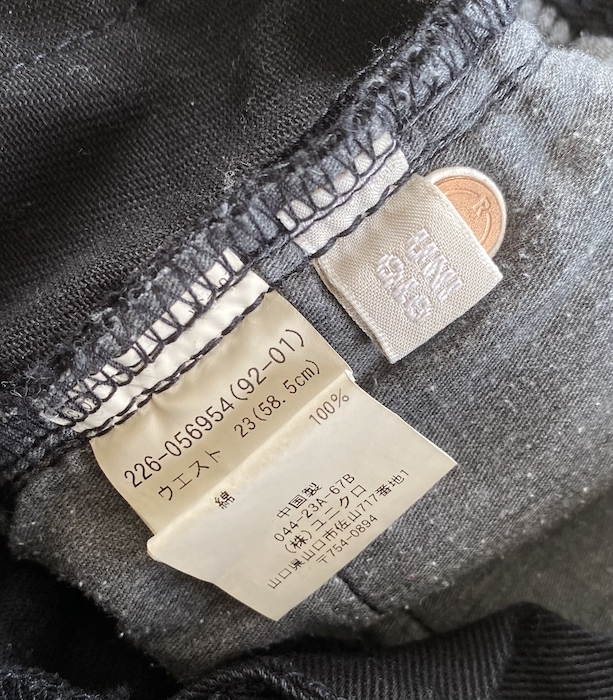 R
226-056954(92-01)
ウエスト 23(58.5cm)
綿 100%
中国製
044-23A-67B
(株)ユニクロ
山口県山口市佐山717番地1
〒754-0894